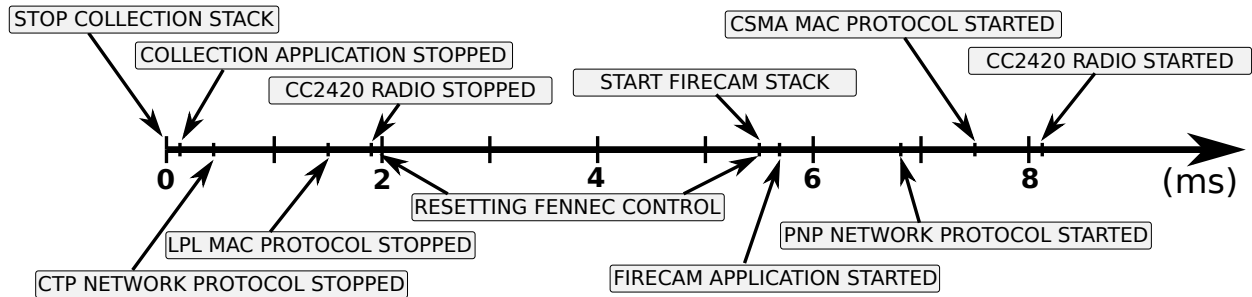 STOP COLLECTION STACK
COLLECTION APPLICATION STOPPED
CC2420 RADIO STOPPED
START FIRECAM STACK
CSMA MAC PROTOCOL STARTED
CC2420 RADIO STARTED
0
2
4
6
8
(ms)
RESETTING FENNEC CONTROL
LPL MAC PROTOCOL STOPPED
CTP NETWORK PROTOCOL STOPPED
PNP NETWORK PROTOCOL STARTED
FIRECAM APPLICATION STARTED